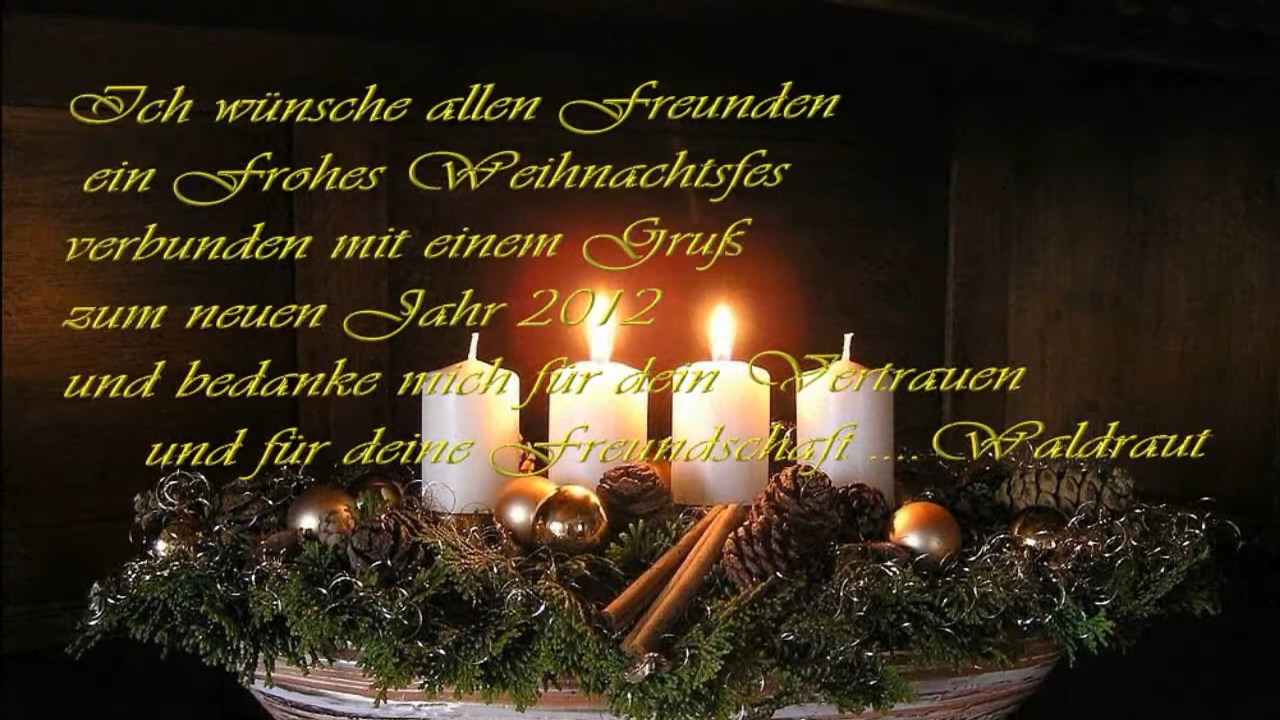 Ich wünsche allen Freunden
ein Frohes Weihnachtsfes
verbunden mit einem Gruß
zum neuen Jahr 2012
und bedanke mich für dein Vertrauen
und für deine Freundschaft .... Waldraut